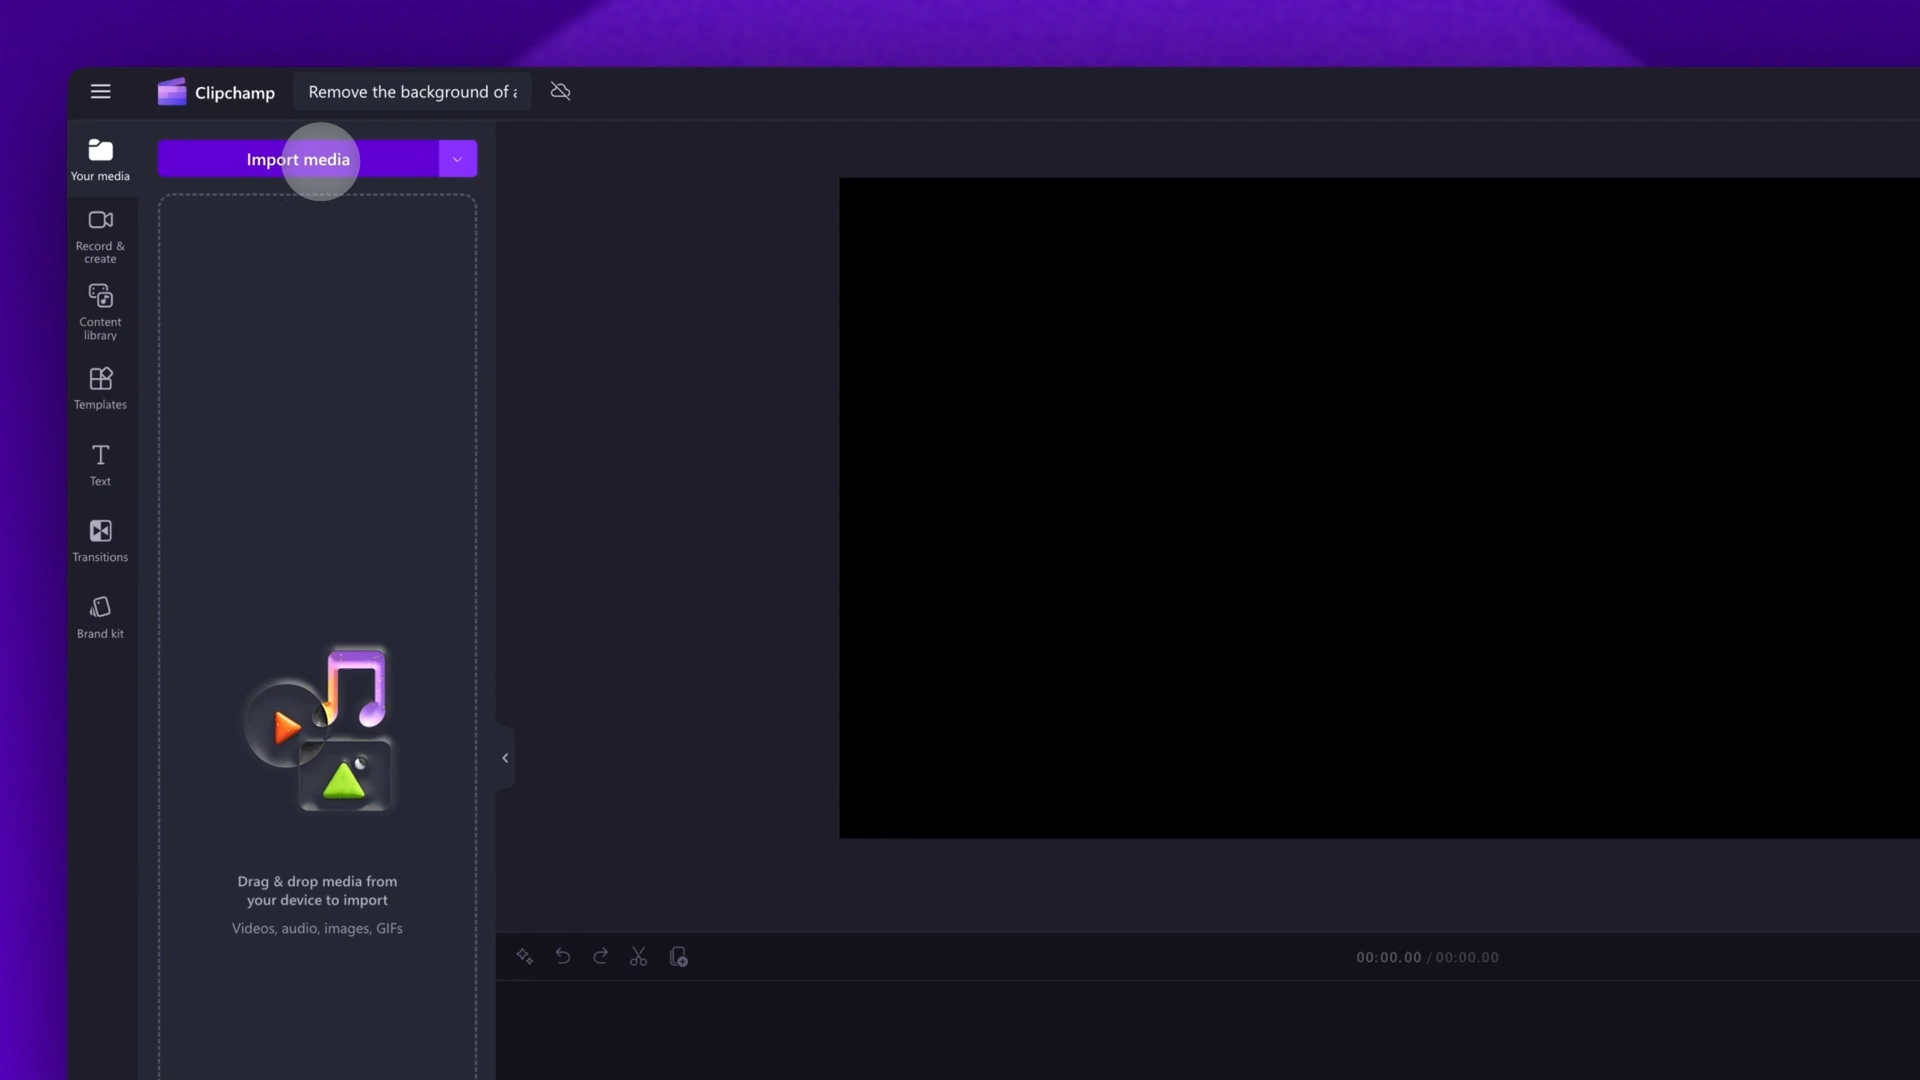 Clipchamp
Remove the background of
Import media
Your media
Record &
create
Content
library
Templates
Text
Transitions
Brand kit
Drag & drop media from
your device to import
Videos, audio, images, GIFs
00:00.00 / 00:00.00